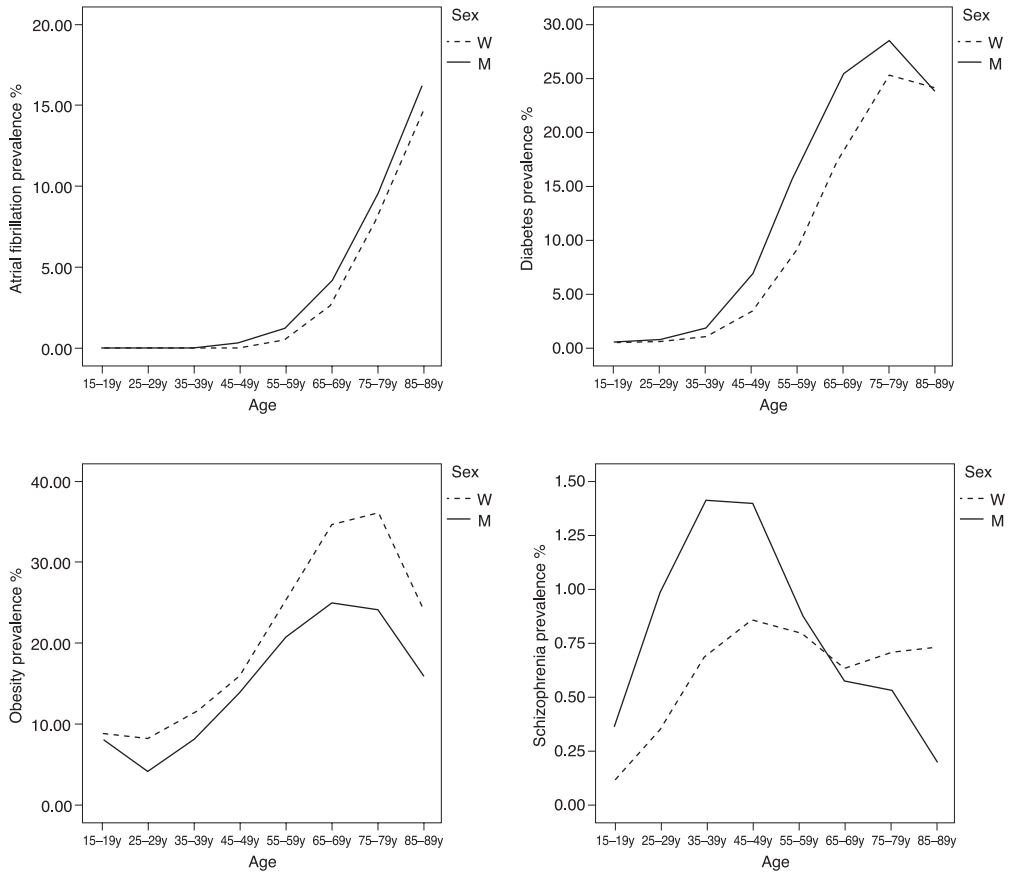 Atrial fibrillation prevalence %
20.00
15.00
10.00
5.00
0.00
15–19y 25–29y 35–39y 45–49y 55–59y 65–69y 75–79y 85–89y
Age
Sex
W
M
Diabetes prevalence %
30.00
25.00
20.00
15.00
10.00
5.00
0.00
15–19y 25–29y 35–39y 45–49y 55–59y 65–69y 75–79y 85–89y
Age
Sex
W
M
Obesity prevalence %
40.00
30.00
20.00
10.00
0.00
15–19y 25–29y 35–39y 45–49y 55–59y 65–69y 75–79y 85–89y
Age
Sex
W
M
Schizophrenia prevalence %
1.50
1.25
1.00
0.75
0.50
0.25
0.00
15–19y 25–29y 35–39y 45–49y 55–59y 65–69y 75–79y 85–89y
Age
Sex
W
M